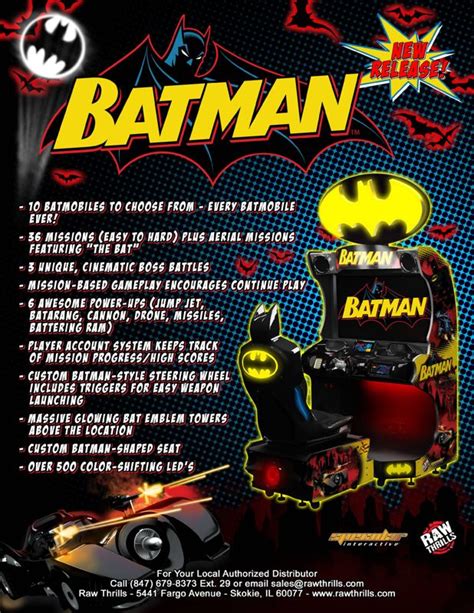 NEW
RELEASE!
BATMAN
TM
- 10 BATMOBILES TO CHOOSE FROM - EVERY BATMOBILE
EVER!
- 36 MISSIONS (EASY TO HARD) PLUS AERIAL MISSIONS
FEATURING "THE BAT"
- 3 UNIQUE, CINEMATIC BOSS BATTLES
- MISSION-BASED GAMEPLAY ENCOURAGES CONTINUE PLAY
- 6 AWESOME POWER-UPS (JUMP JET,
BATARANG, CANNON, DRONE, MISSILES,
BATTERING RAM)
- PLAYER ACCOUNT SYSTEM KEEPS TRACK
OF MISSION PROGRESS/HIGH SCORES
- CUSTOM BATMAN-STYLE STEERING WHEEL
INCLUDES TRIGGERS FOR EASY WEAPON
LAUNCHING
- MASSIVE GLOWING BAT EMBLEM TOWERS
ABOVE THE LOCATION
- CUSTOM BATMAN-SHAPED SEAT
- OVER 500 COLOR-SHIFTING LED'S
BATMAN
BATMAN
BATMAN
specular
interactive
RAW
THRILLS
For Your Local Authorized Distributor
Call (847) 679-8373 Ext. 29 or email sales@rawthrills.com
Raw Thrills - 5441 Fargo Avenue - Skokie, IL 60077 - www.rawthrills.com